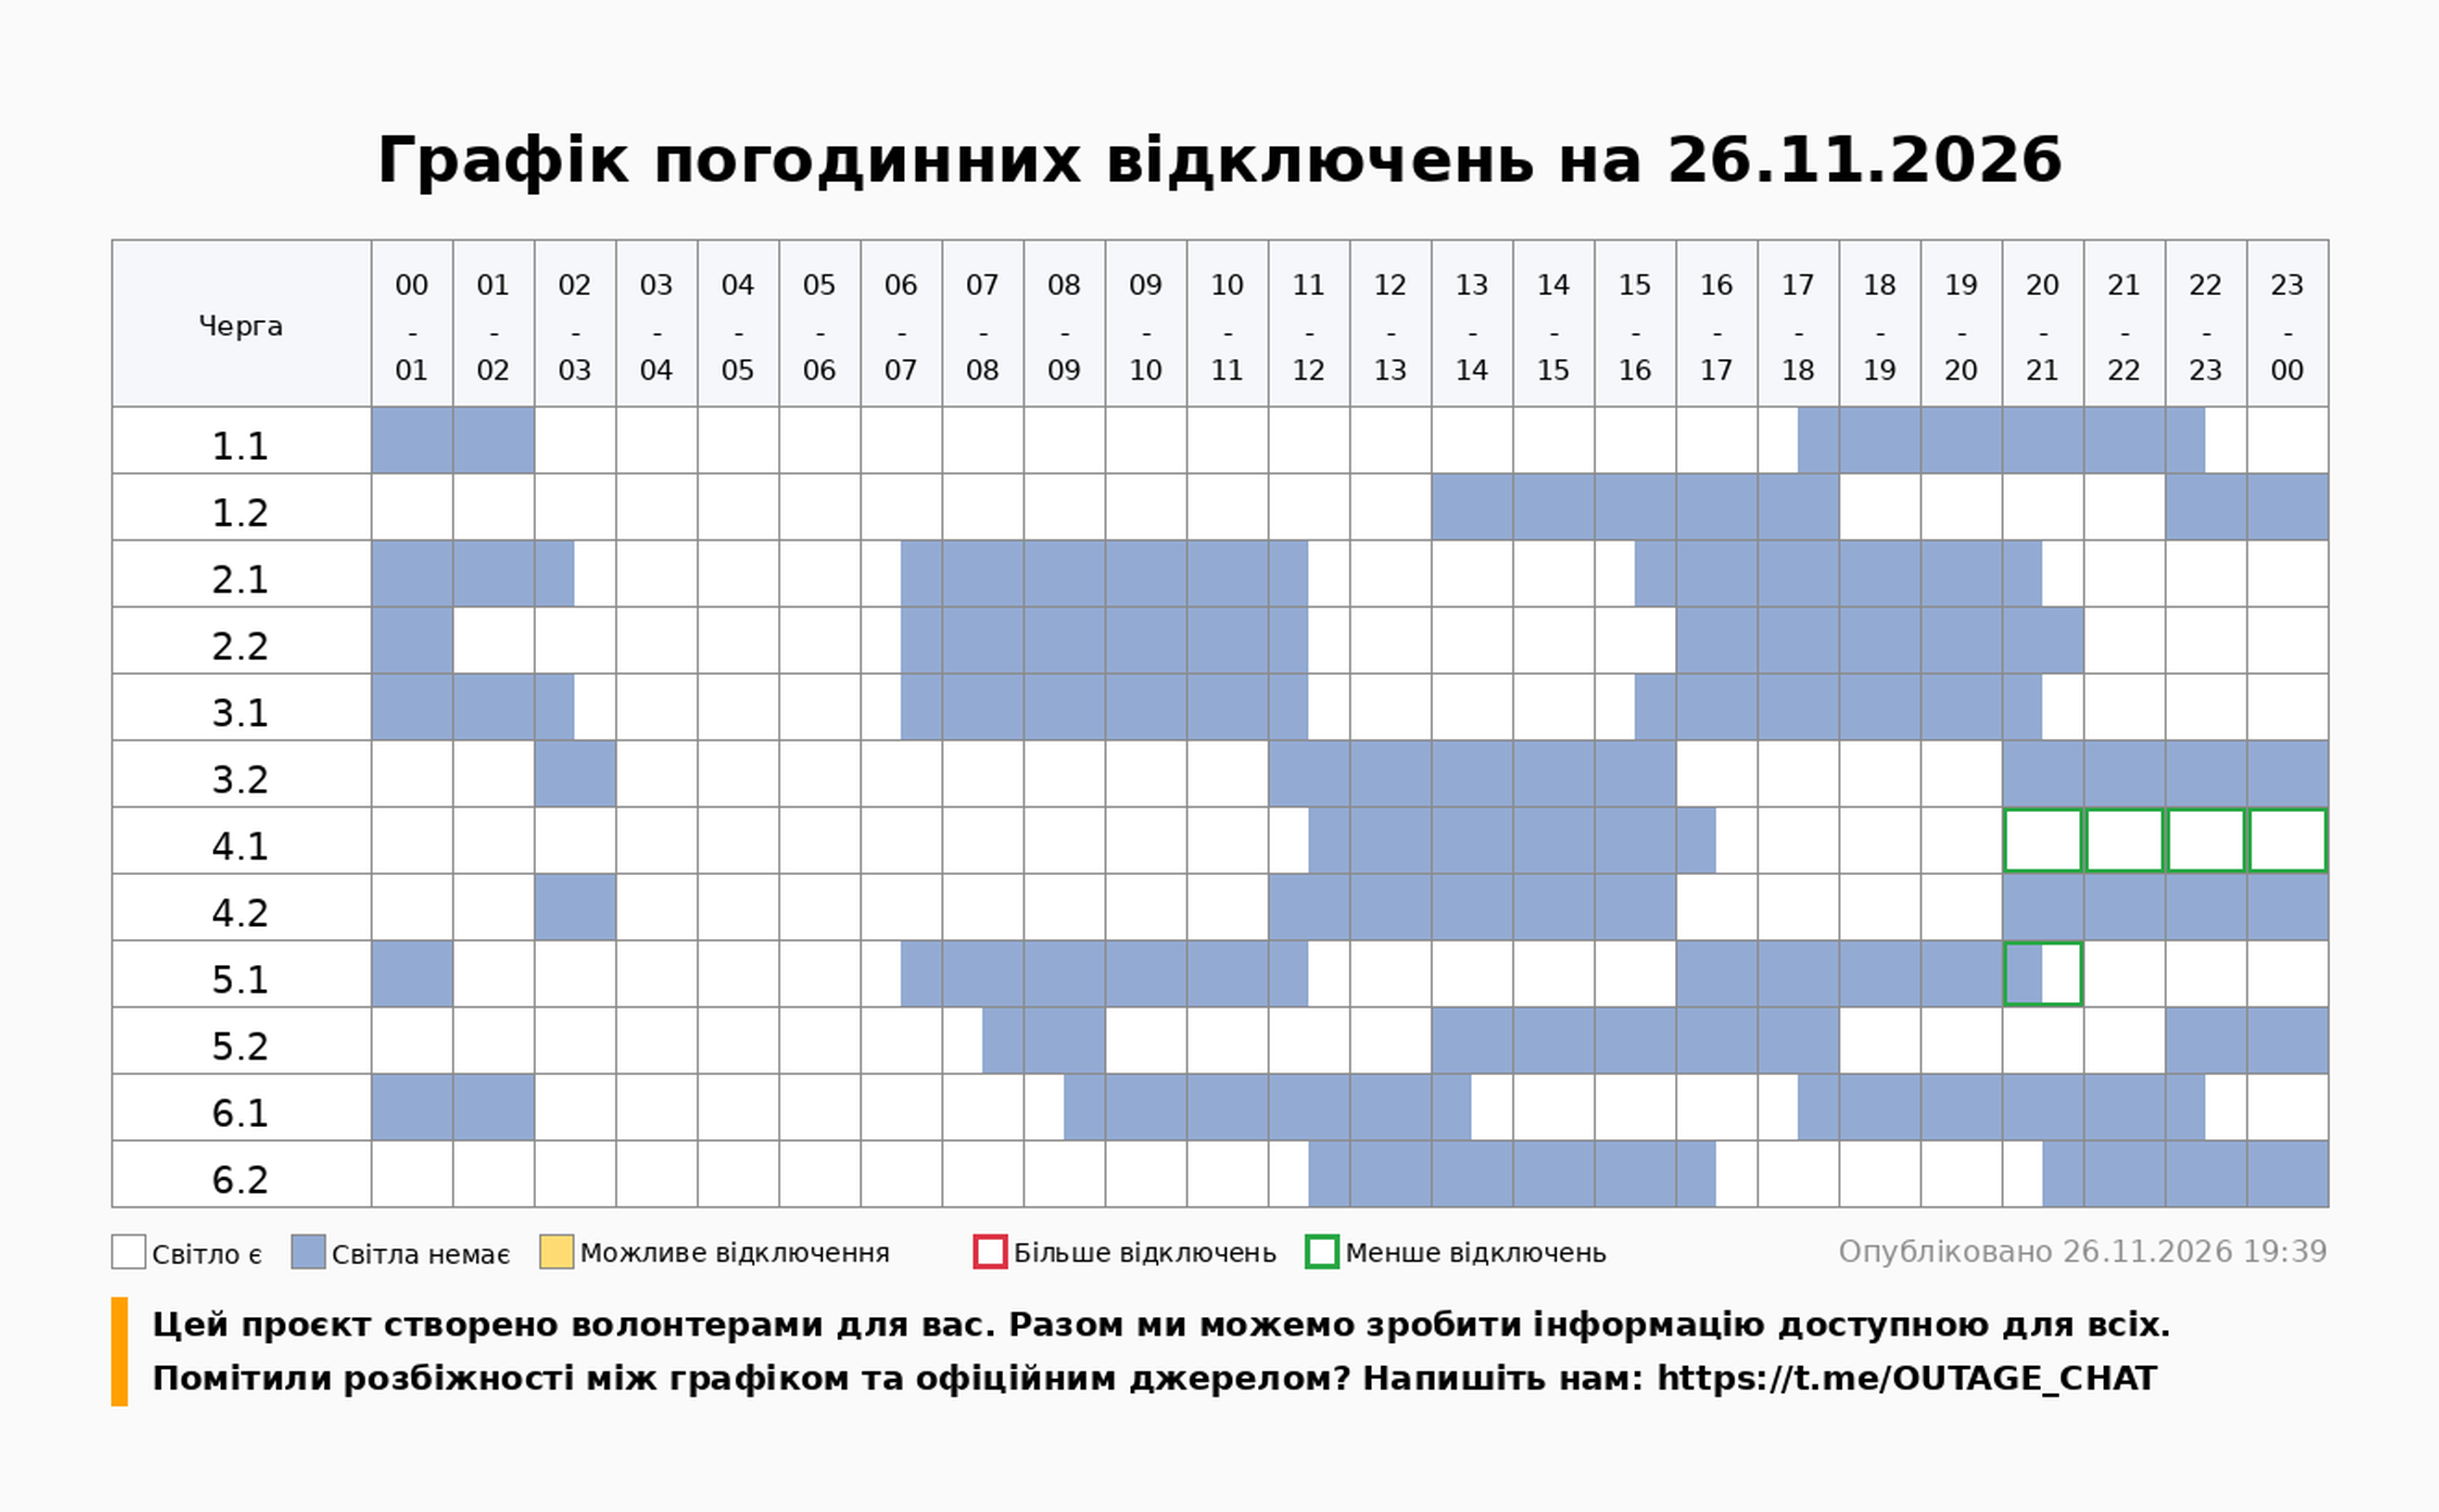 Графік погодинних відключень на 26.11.2026
Черга 00 - 01 01 - 02 02 - 03 03 - 04 04 - 05 05 - 06 06 - 07 07 - 08 08 - 09 09 - 10 10 - 11 11 - 12 12 - 13 13 - 14 14 - 15 15 - 16 16 - 17 17 - 18 18 - 19 19 - 20 20 - 21 21 - 22 22 - 23 23 - 00
1.1
1.2
2.1
2.2
3.1
3.2
4.1
4.2
5.1
5.2
6.1
6.2
Світло є Світла немає Можливе відключення Більше відключень Менше відключень Опубліковано 26.11.2026 19:39
Цей проєкт створено волонтерами для вас. Разом ми можемо зробити інформацію доступною для всіх.
Помітили розбіжності між графіком та офіційним джерелом? Напишіть нам: https://t.me/OUTAGE_CHAT